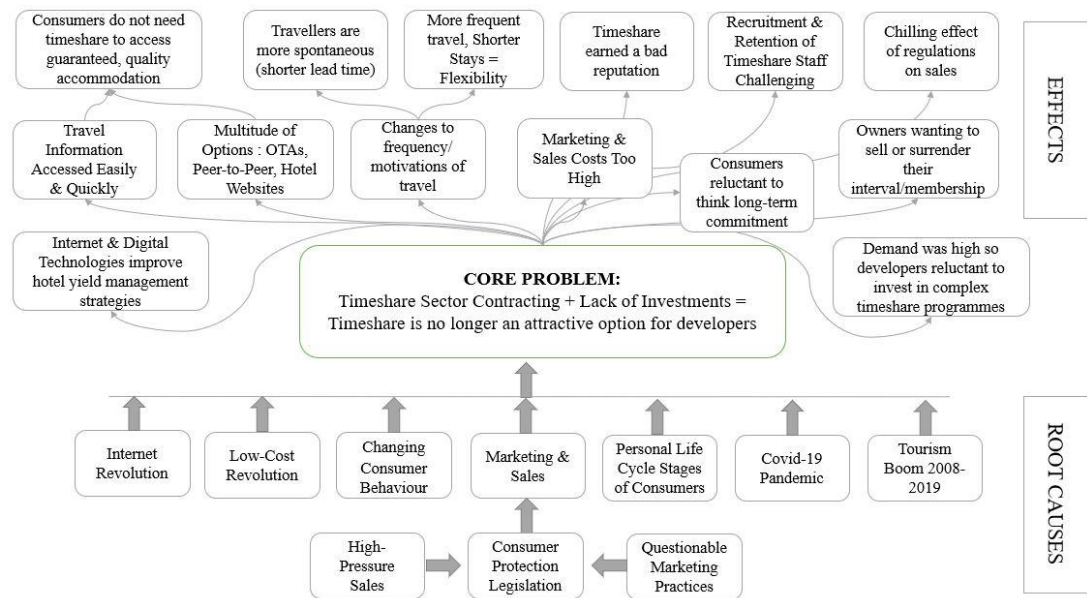 Consumers do not need
timeshare to access
guaranteed, quality
accommodation
Travellers are
more spontaneous
(shorter lead time)
More frequent
travel, Shorter
Stays =
Flexibility
Timeshare
earned a bad
reputation
Recruitment &
Retention of
Timeshare Staff
Challenging
Chilling effect
of regulations
on sales
EFFECTS
Travel
Information
Accessed Easily
& Quickly
Multitude of
Options : OTAs,
Peer-to-Peer, Hotel
Websites
Changes to
frequency/
motivations of
travel
Marketing &
Sales Costs Too
High
Consumers
reluctant to
think long-term
commitment
Owners wanting to
sell or surrender
their
interval/membership
Internet & Digital
Technologies improve
hotel yield management
strategies
CORE PROBLEM:
Timeshare Sector Contracting + Lack of Investments =
Timeshare is no longer an attractive option for developers
Demand was high so
developers reluctant to
invest in complex
timeshare programmes
Internet
Revolution
Low-Cost
Revolution
Changing
Consumer
Behaviour
Marketing &
Sales
Personal Life
Cycle Stages
of Consumers
Covid-19
Pandemic
Tourism
Boom 2008-
2019
ROOT CAUSES
High-
Pressure
Sales
Consumer
Protection
Legislation
Questionable
Marketing
Practices